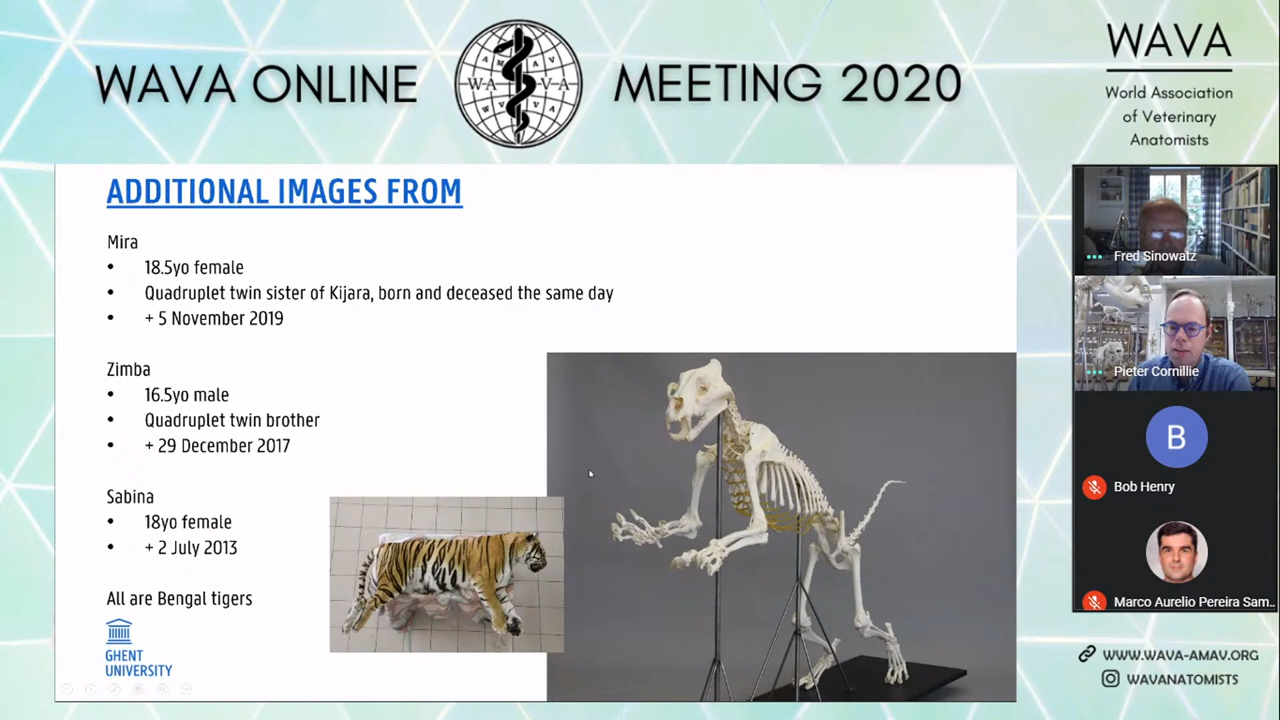 WAVA ONLINE
MEETING 2020
WAVA
World Association
of Veterinary
Anatomists
ADDITIONAL IMAGES FROM
Mira
• 18.5yo female
• Quadruplet twin sister of Kijara, born and deceased the same day
• + 5 November 2019
Zimba
• 16.5yo male
• Quadruplet twin brother
• + 29 December 2017
Sabina
• 18yo female
• + 2 July 2013
All are Bengal tigers
GHENT
UNIVERSITY
Fred Sinowatz
Pieter Cornillie
B
Bob Henry
Marco Aurelio Pereira Sam...
WWW.WAVA-AMAV.ORG
WAVANATOMISTS